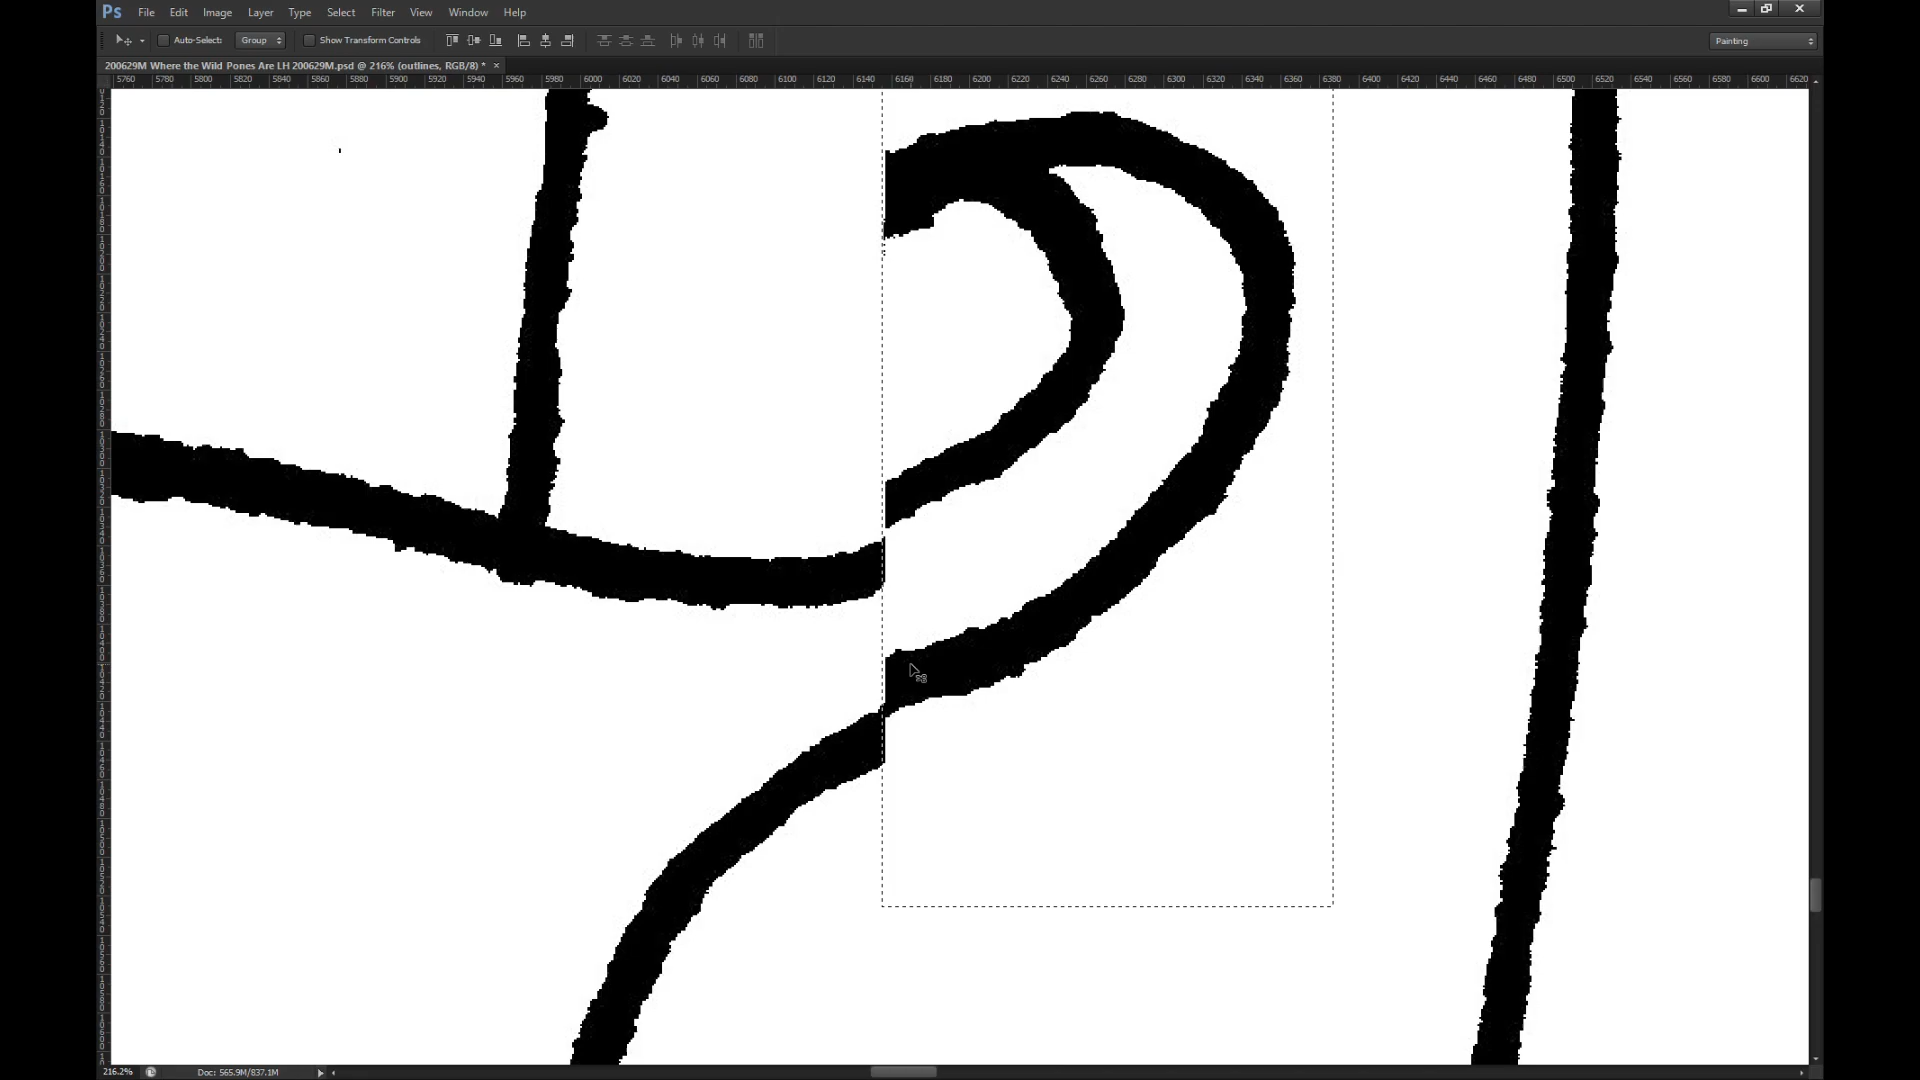 Ps File Edit Image Layer Type Select Filter View Window Help
Auto-Select: Group Show Transform Controls Painting
200629M Where the Wild Pones Are LH 200629M.psd @ 216% (outlines, RGB/8) * ×
5760 5780 5800 5820 5840 5860 5880 5900 5920 5940 5960 5980 6000 6020 6040 6060 6080 6100 6120 6140 6160 6180 6200 6220 6240 6260 6280 6300 6320 6340 6360 6380 6400 6420 6440 6460 6480 6500 6520 6540 6560 6580 6600 6620
216.2% Doc: 565.9M/837.1M